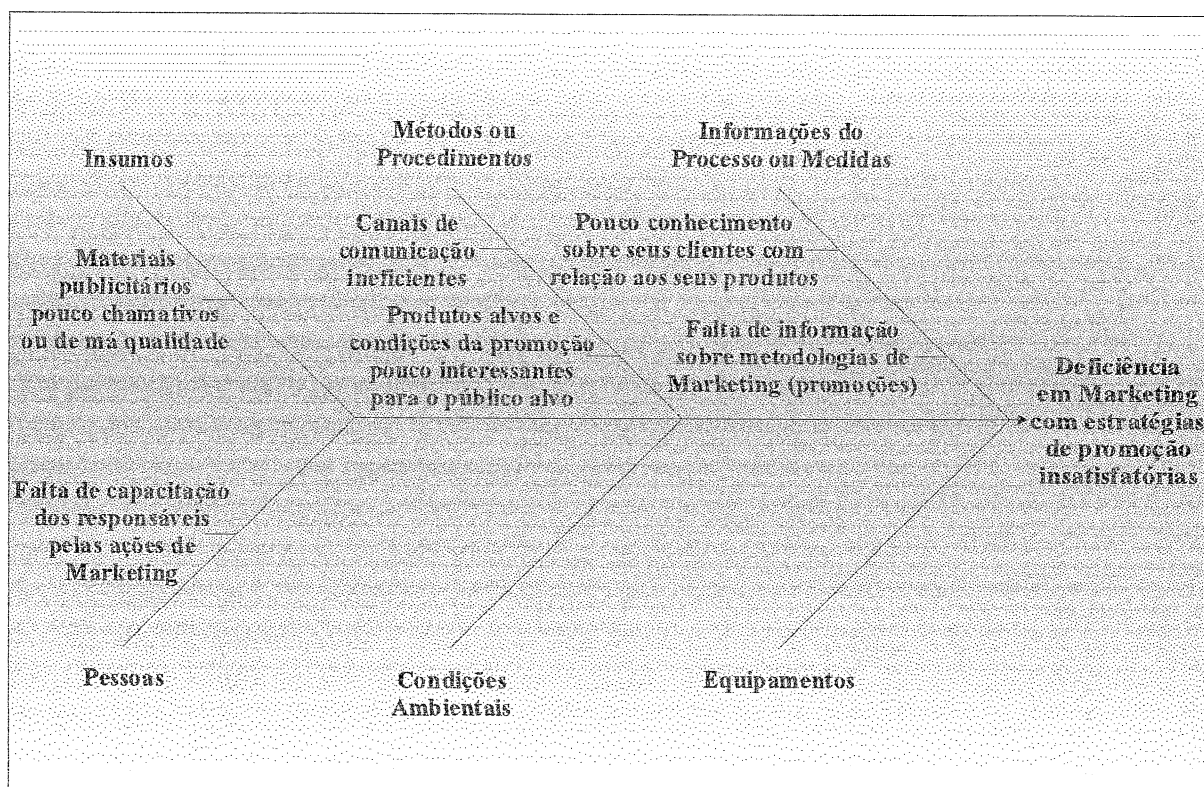 Insumos
Métodos ou
Procedimentos
Informações do
Processo ou Medidas
Materiais
publicitários
pouco chamativos
ou de má qualidade
Canais de
comunicação
ineficientes
Produtos alvos e
condições da promoção
pouco interessantes
para o público alvo
Pouco conhecimento
sobre seus clientes com
relação aos seus produtos
Falta de informação
sobre metodologias de
Marketing (promoções)
Deficiência
em Marketing
com estratégias
de promoção
insatisfatórias
Falta de capacitação
dos responsáveis
pelas ações de
Marketing
Pessoas
Condições
Ambientais
Equipamentos